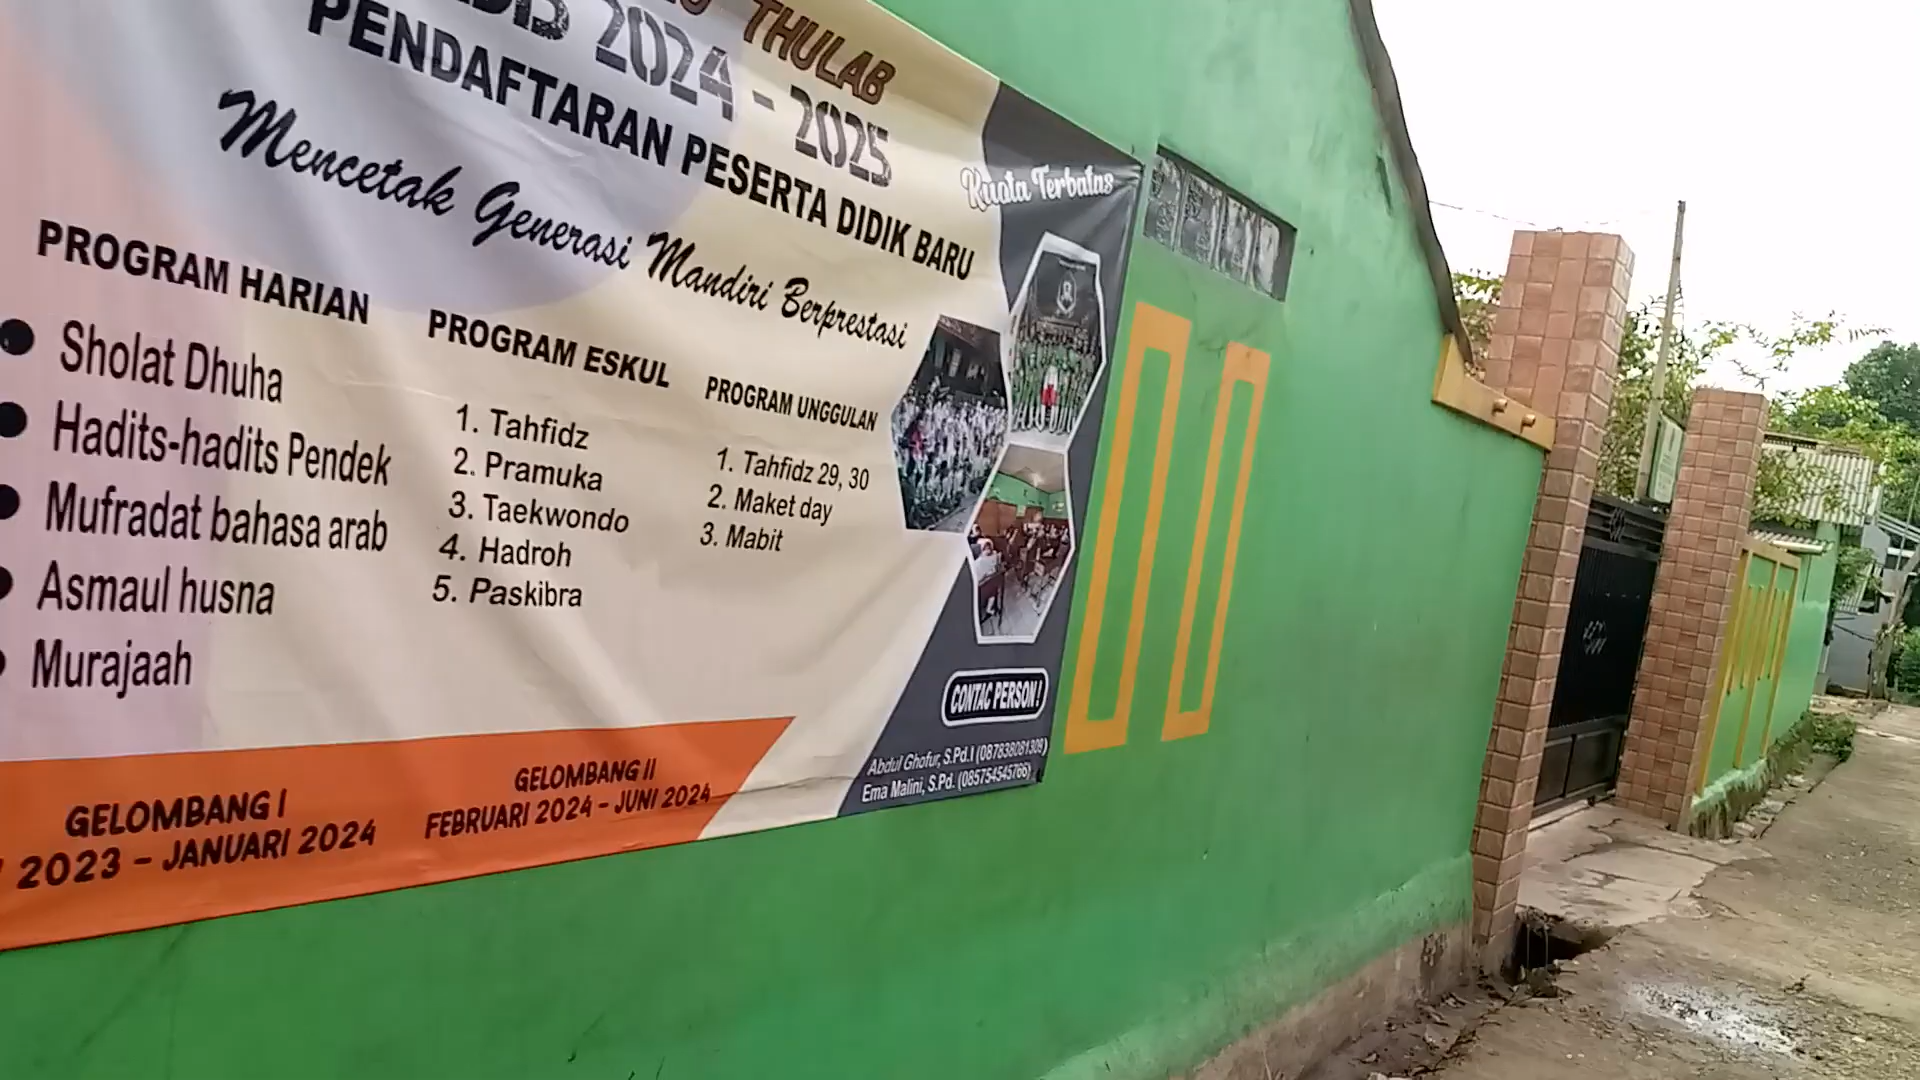 THULAB
2024 - 2025
PENDAFTARAN PESERTA DIDIK BARU
Mencetak Generasi Mandiri Berprestasi
Kuota Terbatas
PROGRAM HARIAN
Sholat Dhuha
Hadits-hadits Pendek
Mufradat bahasa arab
Asmaul husna
Murajaah
PROGRAM ESKUL
1. Tahfidz
2. Pramuka
3. Taekwondo
4. Hadroh
5. Paskibra
PROGRAM UNGGULAN
1. Tahfidz 29, 30
2. Maket day
3. Mabit
CONTAC PERSON !
Abdul Ghofur, S.Pd.I (087838081309)
Ema Malini, S.Pd. (085754545766)
GELOMBANG I
2023 - JANUARI 2024
GELOMBANG II
FEBRUARI 2024 - JUNI 2024